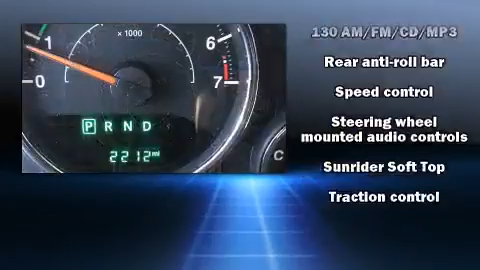 x 1000
1
0
6
7
P R N D
2212mi
C
130 AM/FM/CD/MP3
Rear anti-roll bar
Speed control
Steering wheel
mounted audio controls
Sunrider Soft Top
Traction control